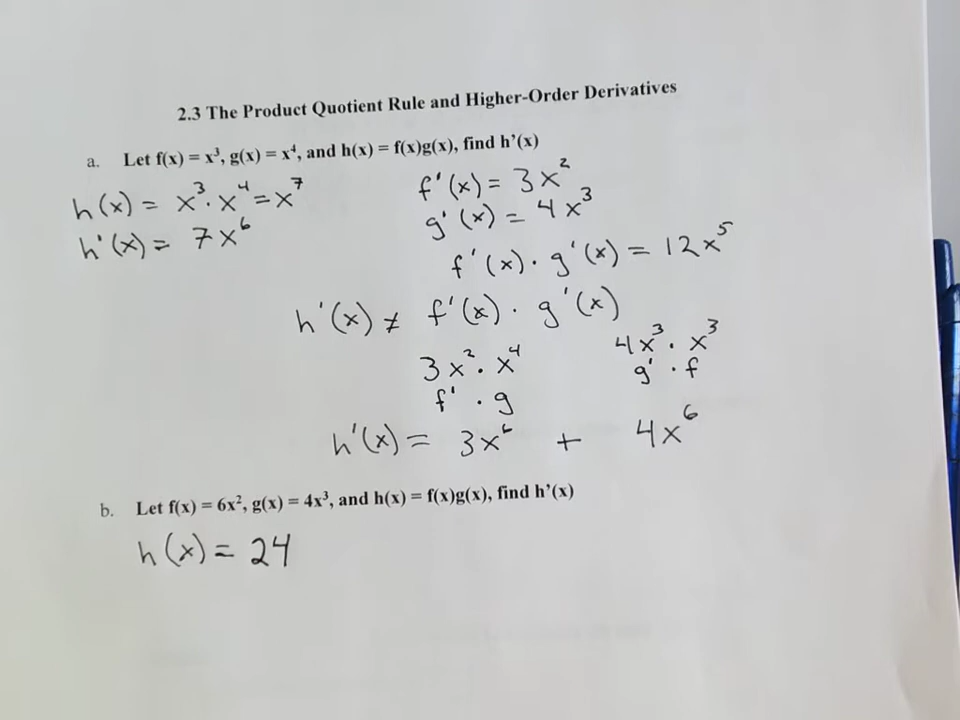 2.3 The Product Quotient Rule and Higher-Order Derivatives
a. Let f(x) = x³, g(x) = x⁴, and h(x) = f(x)g(x), find h’(x)
h(x) = x³ · x⁴ = x⁷
h'(x) = 7x⁶
f'(x) = 3x²
g'(x) = 4x³
f'(x) · g'(x) = 12x⁵
h'(x) ≠ f'(x) · g'(x)
3x² · x⁴
f' · g
4x³ · x³
g' · f
h'(x) = 3x⁶ + 4x⁶
b. Let f(x) = 6x², g(x) = 4x³, and h(x) = f(x)g(x), find h’(x)
h(x) = 24